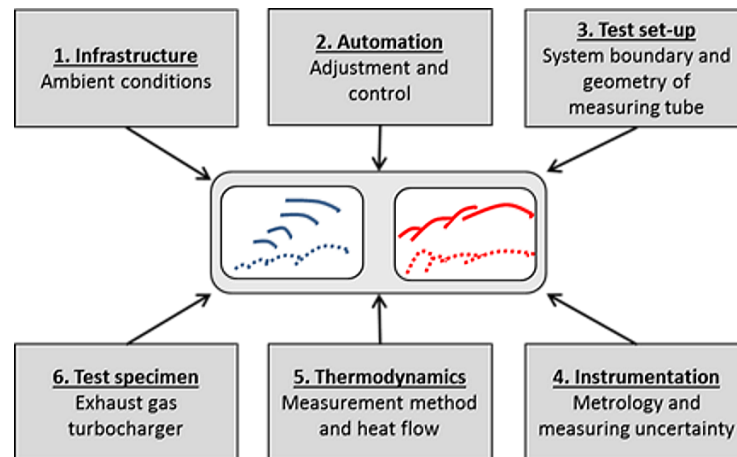 1. Infrastructure
Ambient conditions
2. Automation
Adjustment and
control
3. Test set-up
System boundary and
geometry of
measuring tube
6. Test specimen
Exhaust gas
turbocharger
5. Thermodynamics
Measurement method
and heat flow
4. Instrumentation
Metrology and
measuring uncertainty